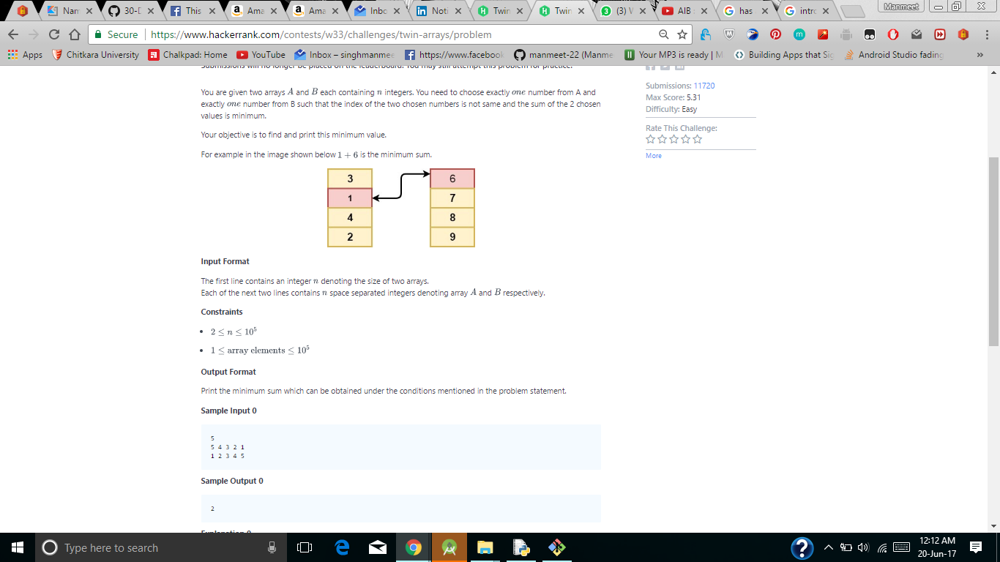 Nam
30-D
This
Ama
Ama
Inbo
Noti
Twin
Twin
(3) V
AIB
has
intro
Manmeet
Secure
https://www.hackerrank.com/contests/w33/challenges/twin-arrays/problem
Apps
Chitkara University
Chalkpad: Home
YouTube
Inbox – singhmanmee
https://www.facebook
manmeet-22 (Manme
Your MP3 is ready | M
Building Apps that Sig
Android Studio fading
»
Submissions will no longer be placed on the leaderboard. You may still attempt this problem for practice.
You are given two arrays A and B each containing n integers. You need to choose exactly one number from A and
exactly one number from B such that the index of the two chosen numbers is not same and the sum of the 2 chosen
values is minimum.
Your objective is to find and print this minimum value.
For example in the image shown below 1 + 6 is the minimum sum.
3 6
1 7
4 8
2 9
Input Format
The first line contains an integer n denoting the size of two arrays.
Each of the next two lines contains n space separated integers denoting array A and B respectively.
Constraints
• 2 ≤ n ≤ 10⁵
• 1 ≤ array elements ≤ 10⁵
Output Format
Print the minimum sum which can be obtained under the conditions mentioned in the problem statement.
Sample Input 0
5
5 4 3 2 1
1 2 3 4 5
Sample Output 0
2
Submissions: 11720
Max Score: 5.31
Difficulty: Easy
Rate This Challenge:
More
Type here to search
12:12 AM
20-Jun-17